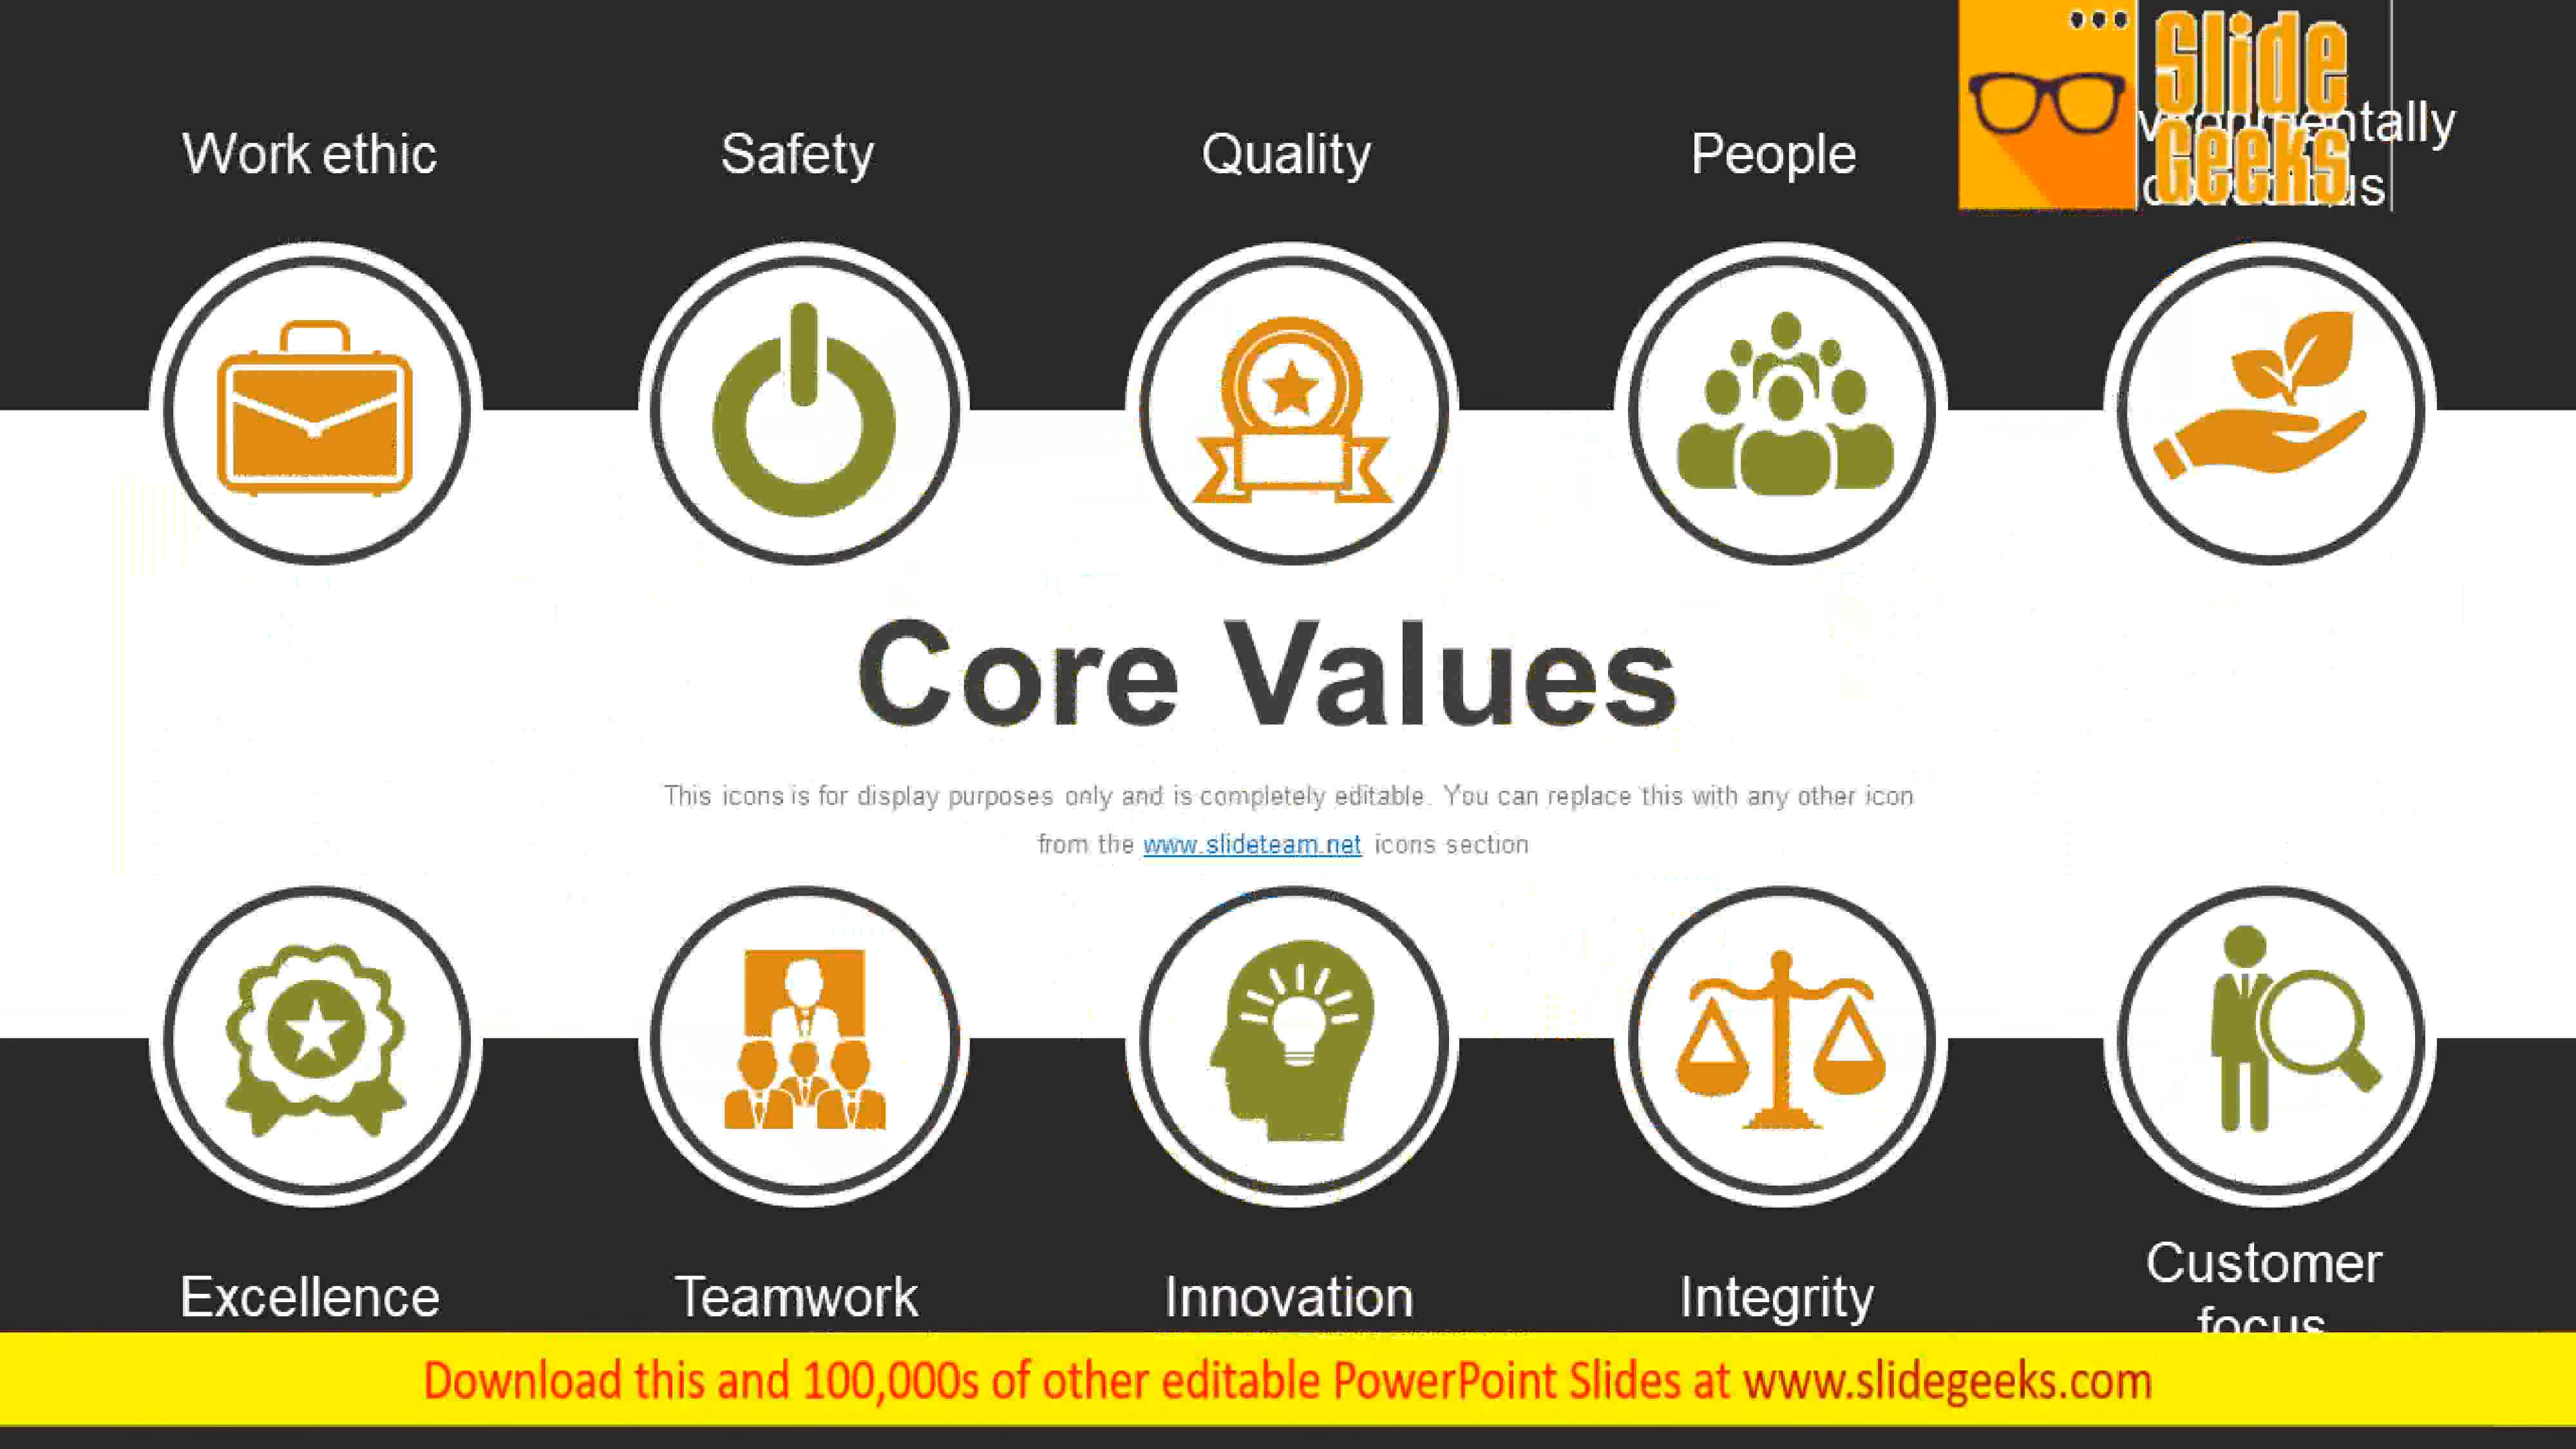 Slide
Geeks
Work ethic
Safety
Quality
People
Core Values
This icons is for display purposes only and is completely editable. You can replace this with any other icon
from the www.slideteam.net icons section
Excellence
Teamwork
Innovation
Integrity
Customer
focus
Download this and 100,000s of other editable PowerPoint Slides at www.slidegeeks.com